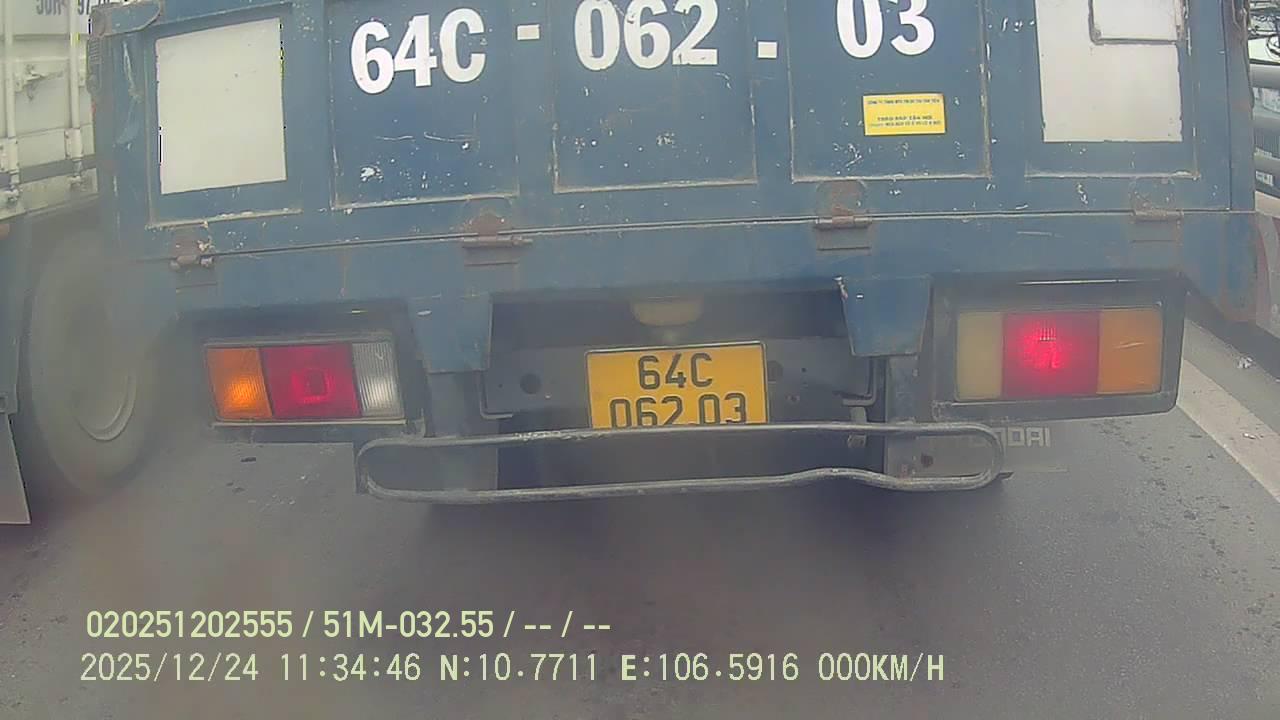 64C - 062 . 03
64C
062.03
020251202555 / 51M-032.55 / -- / --
2025/12/24 11:34:46 N:10.7711 E:106.5916 000KM/H